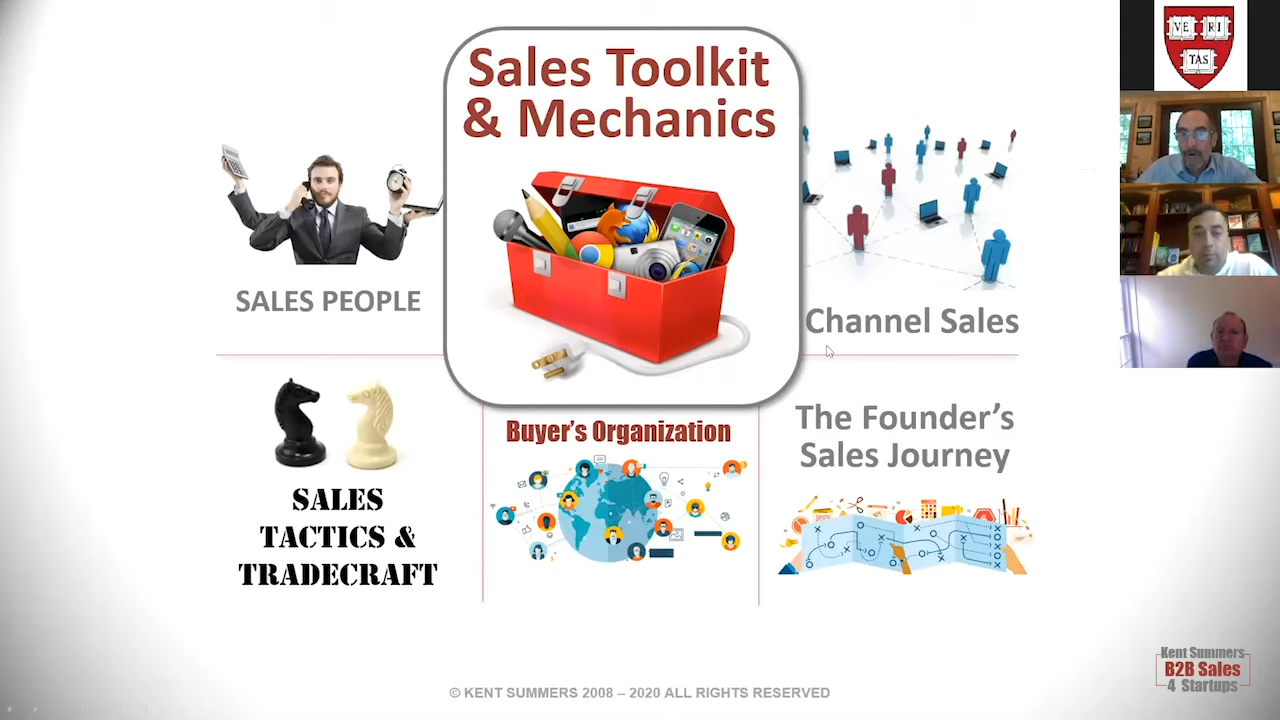 Sales Toolkit
& Mechanics
VE RI
TAS
SALES PEOPLE
Channel Sales
SALES
TACTICS &
TRADECRAFT
Buyer's Organization
The Founder's
Sales Journey
Kent Summers
B2B Sales
4 Startups
© KENT SUMMERS 2008 – 2020 ALL RIGHTS RESERVED